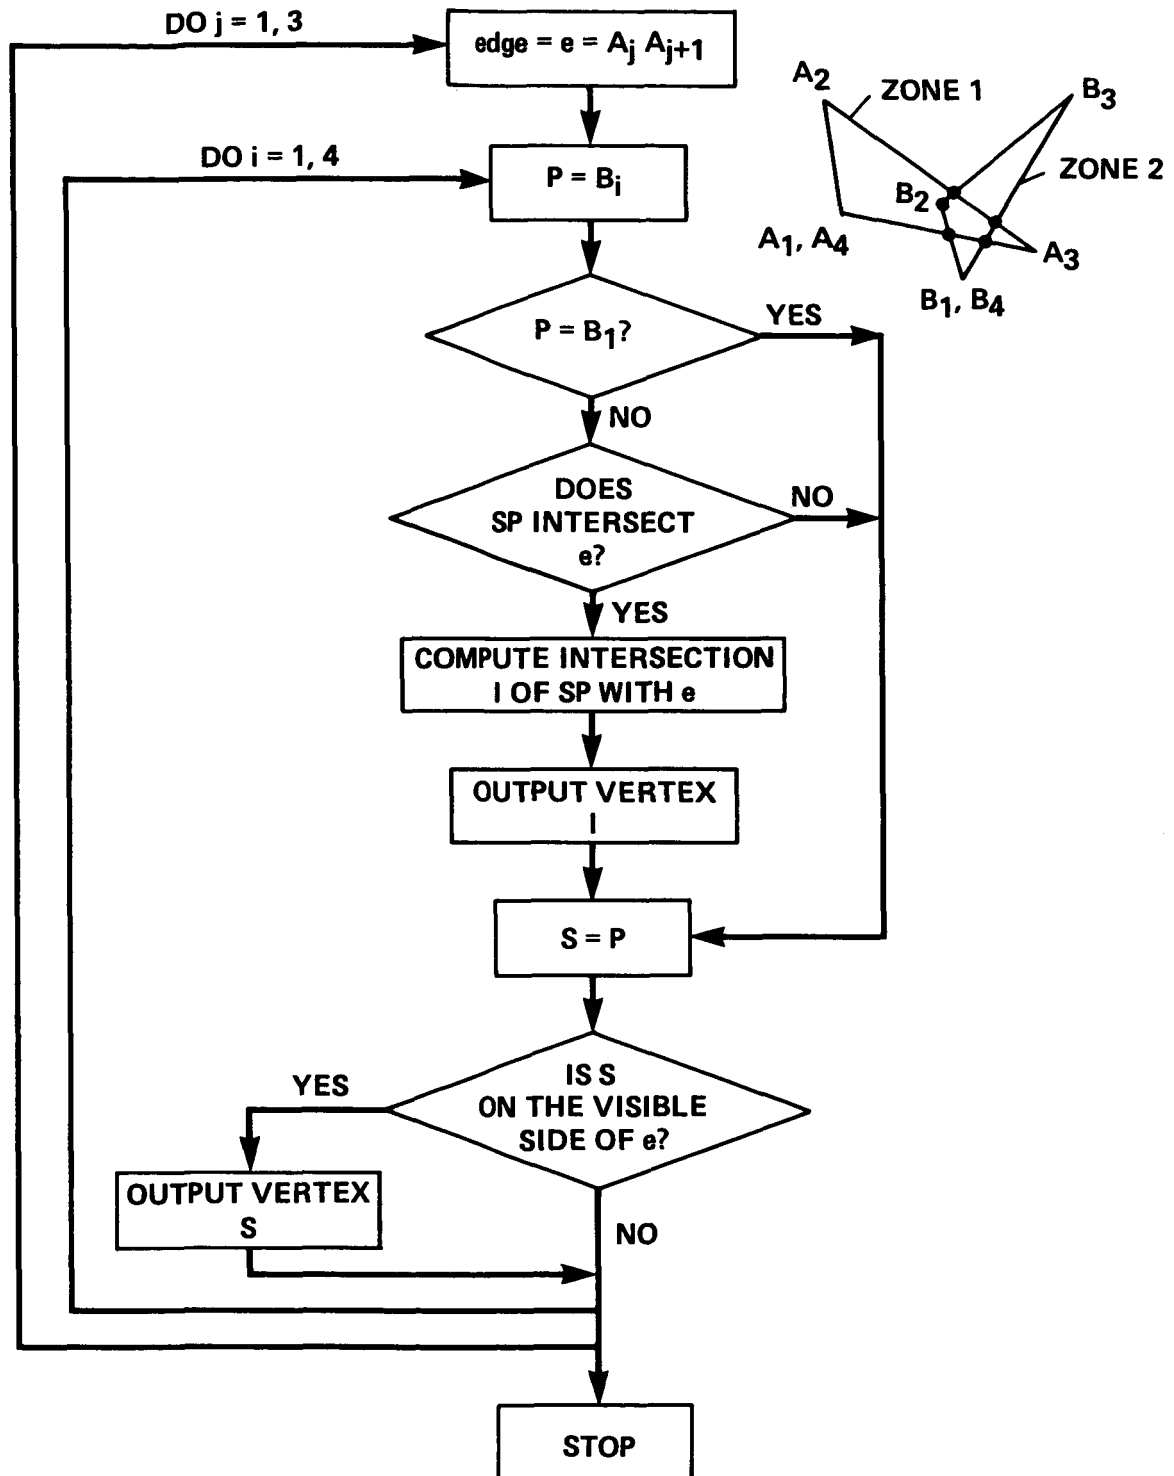 DO j = 1, 3
edge = e = Aj Aj+1
A2
ZONE 1
B3
DO i = 1, 4
P = Bi
ZONE 2
B2
A1, A4
A3
B1, B4
P = B1?
YES
NO
DOES
SP INTERSECT
e?
NO
YES
COMPUTE INTERSECTION
I OF SP WITH e
OUTPUT VERTEX
I
S = P
IS S
ON THE VISIBLE
SIDE OF e?
YES
OUTPUT VERTEX
S
NO
STOP